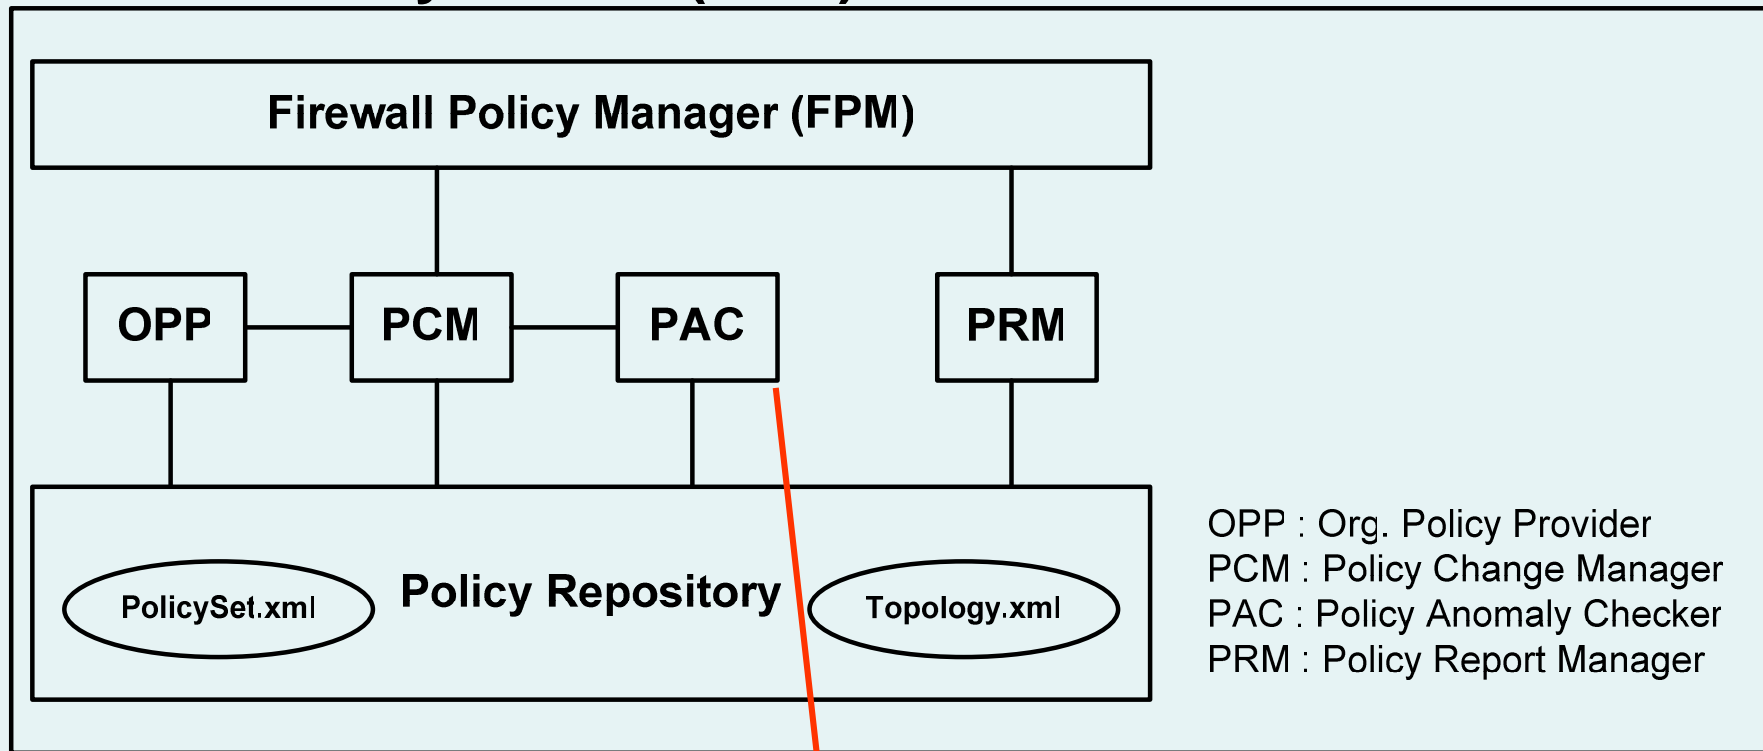 Firewall Policy Manager (FPM)
OPP PCM PAC PRM
PolicySet.xml Policy Repository Topology.xml
OPP : Org. Policy Provider
PCM : Policy Change Manager
PAC : Policy Anomaly Checker
PRM : Policy Report Manager